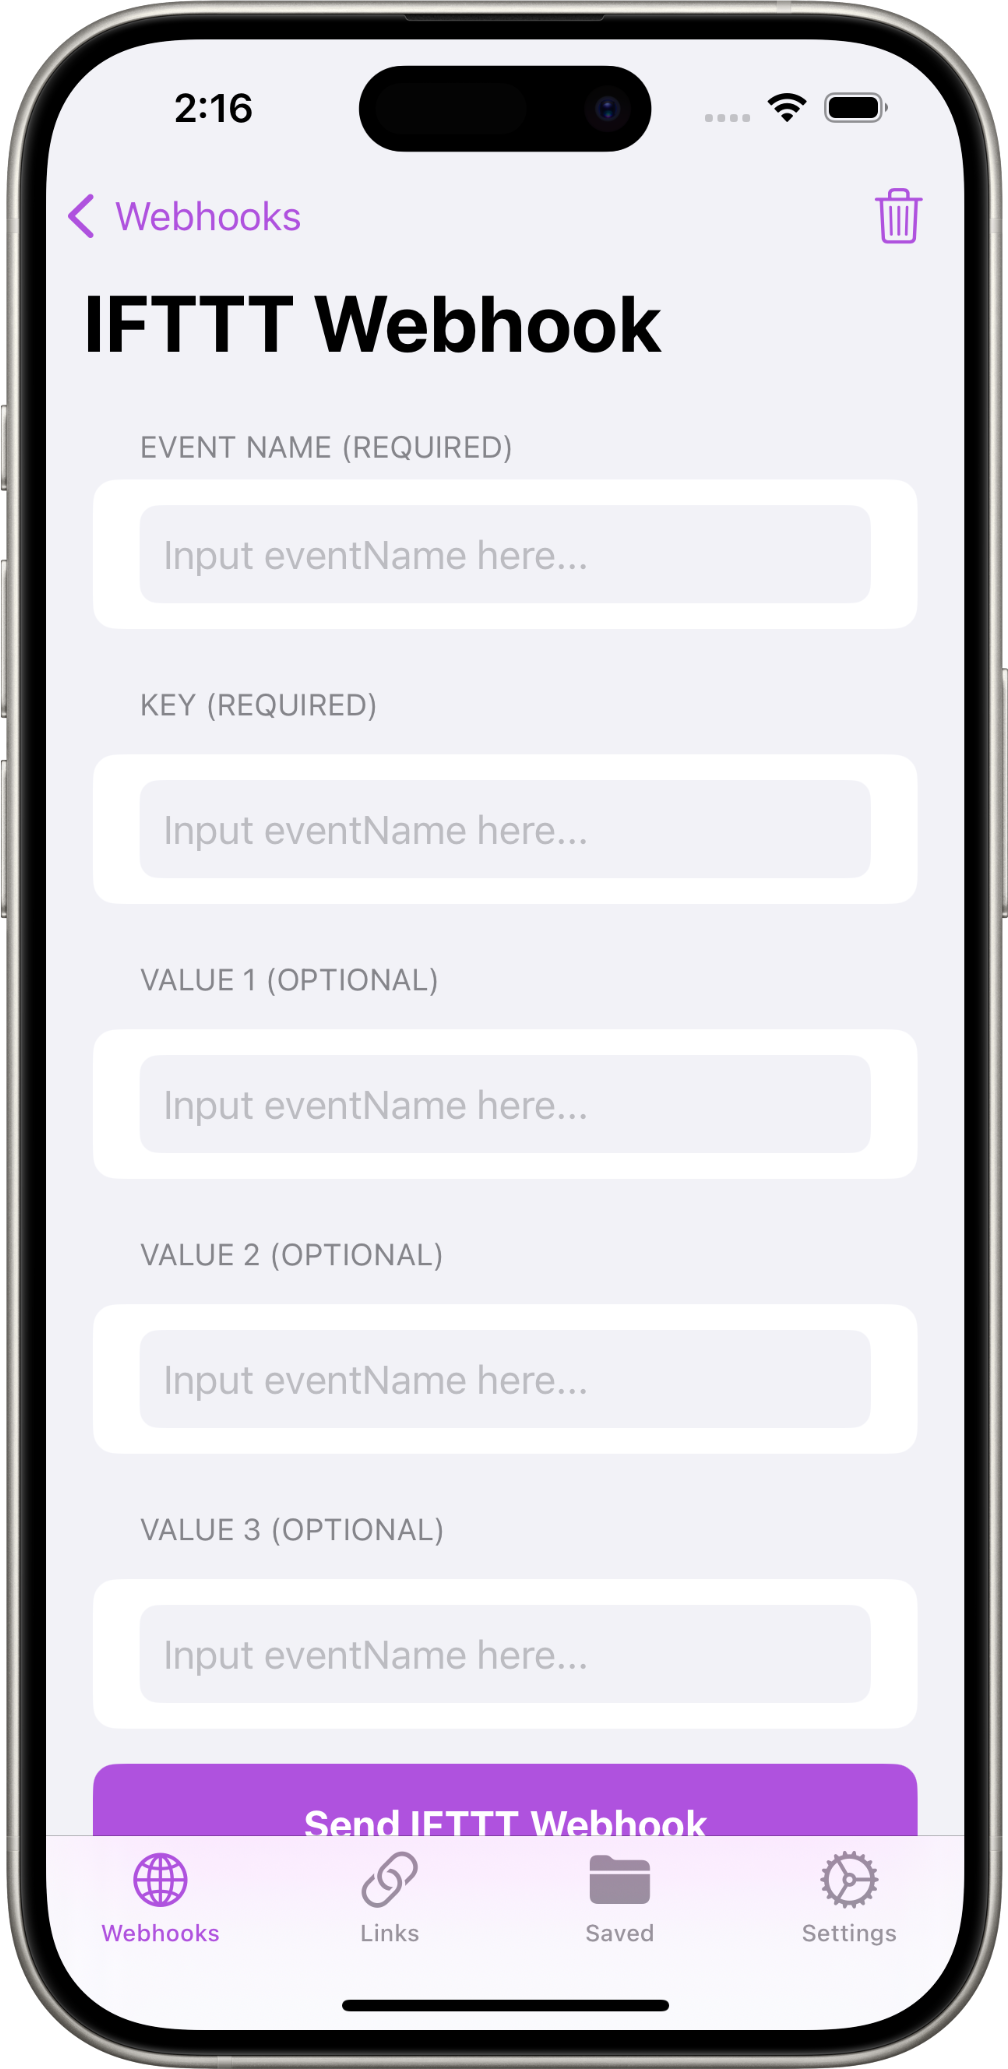 2:16
Webhooks
IFTTT Webhook
EVENT NAME (REQUIRED)
Input eventName here...
KEY (REQUIRED)
Input eventName here...
VALUE 1 (OPTIONAL)
Input eventName here...
VALUE 2 (OPTIONAL)
Input eventName here...
VALUE 3 (OPTIONAL)
Input eventName here...
Send IFTTT Webhook
Webhooks Links Saved Settings